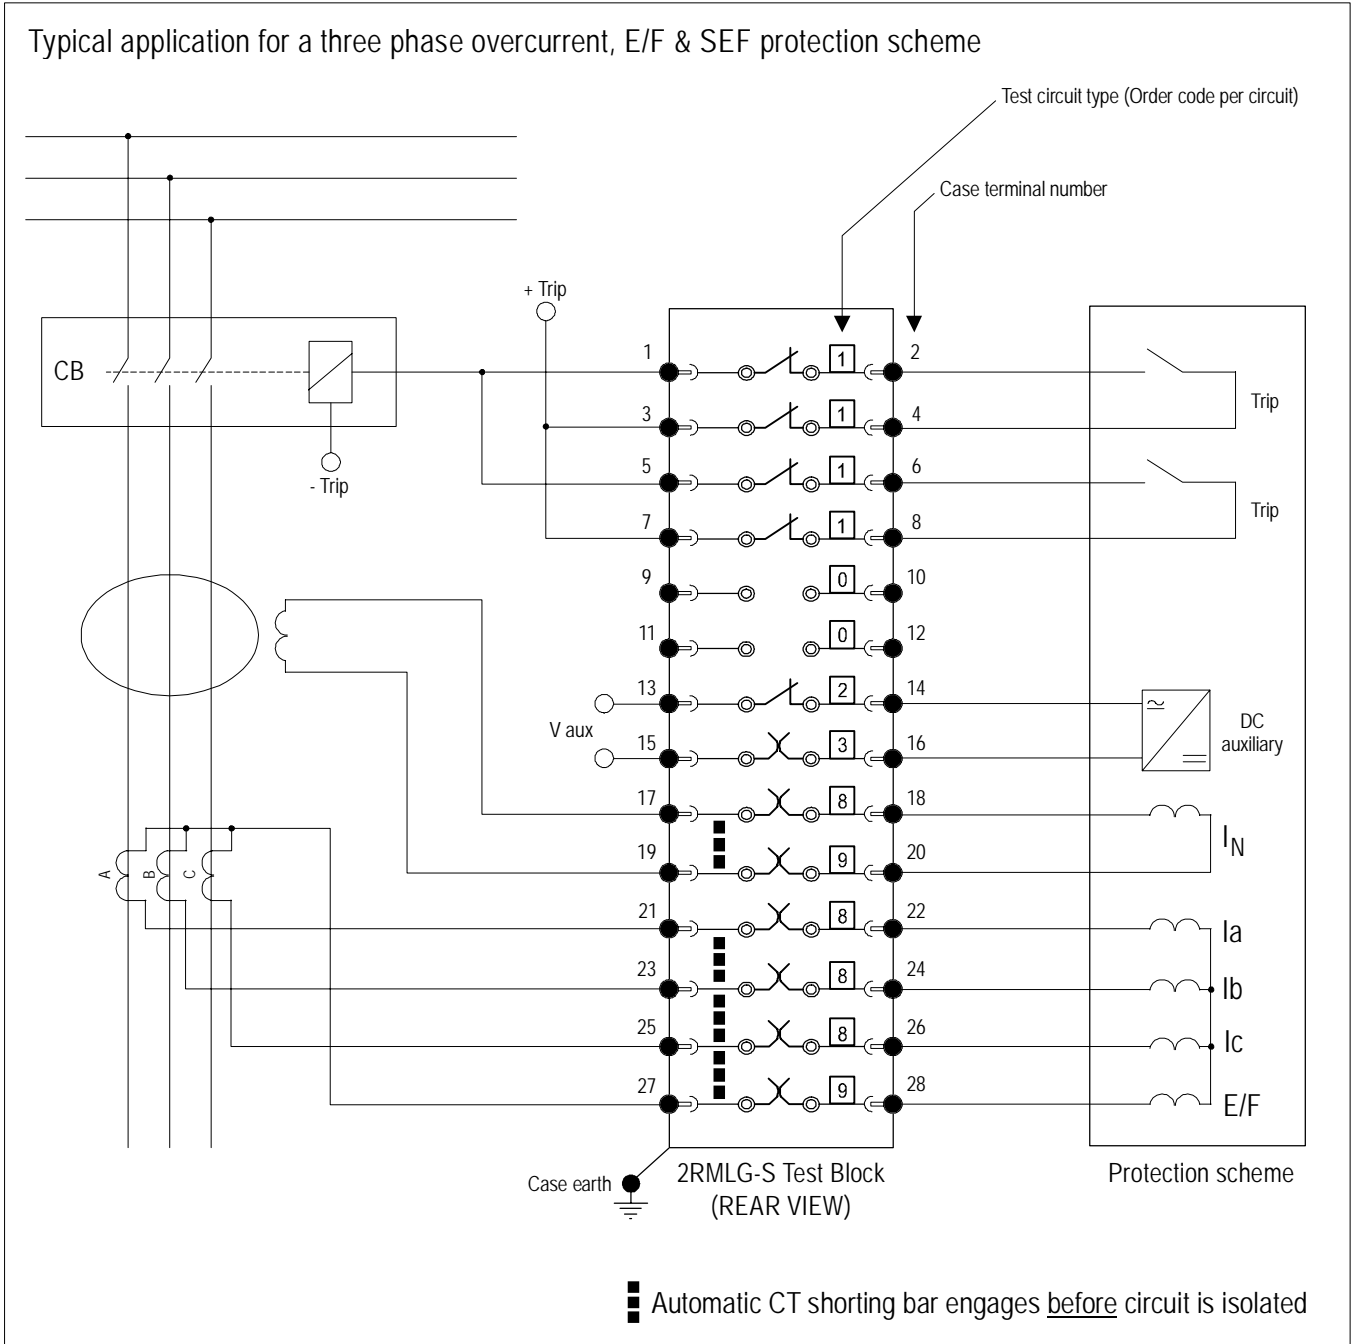 Typical application for a three phase overcurrent, E/F & SEF protection scheme
Test circuit type (Order code per circuit)
Case terminal number
+ Trip
CB
- Trip
1 1 2
Trip
3 1 4
5 1 6
Trip
7 1 8
9 0 10
11 0 12
13 2 14
V aux
DC
auxiliary
15 3 16
17 8 18
I_N
19 9 20
A B C
21 8 22 Ia
23 8 24 Ib
25 8 26 Ic
27 9 28 E/F
Case earth
2RMLG-S Test Block
(REAR VIEW)
Protection scheme
Automatic CT shorting bar engages before circuit is isolated